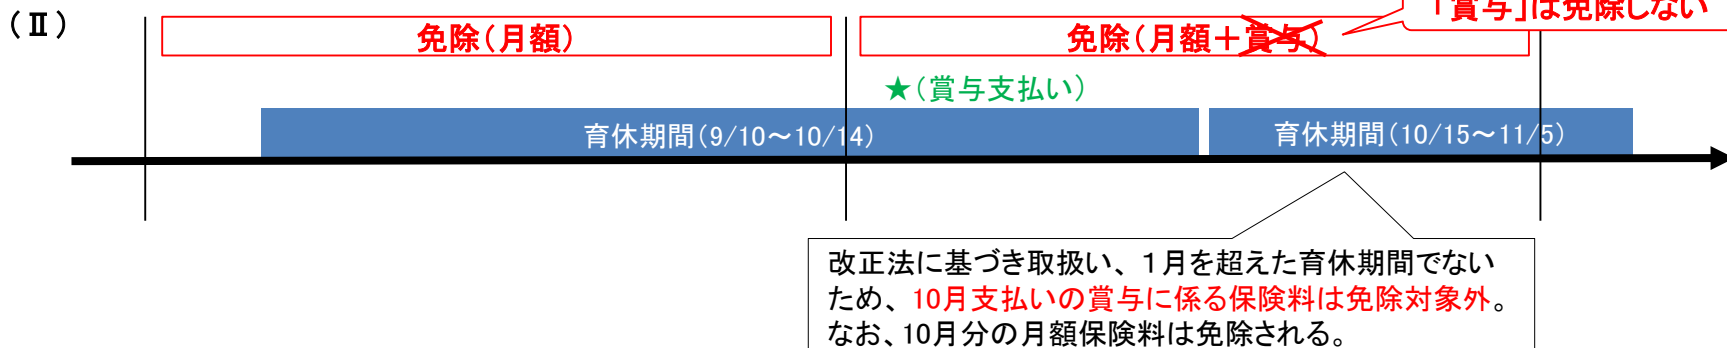 (Ⅱ)
「賞与」は免除しない
免除(月額)
免除(月額＋賞与)
★(賞与支払い)
育休期間(9/10～10/14)
育休期間(10/15～11/5)
改正法に基づき取扱い、１月を超えた育休期間でない
ため、10月支払いの賞与に係る保険料は免除対象外。
なお、10月分の月額保険料は免除される。